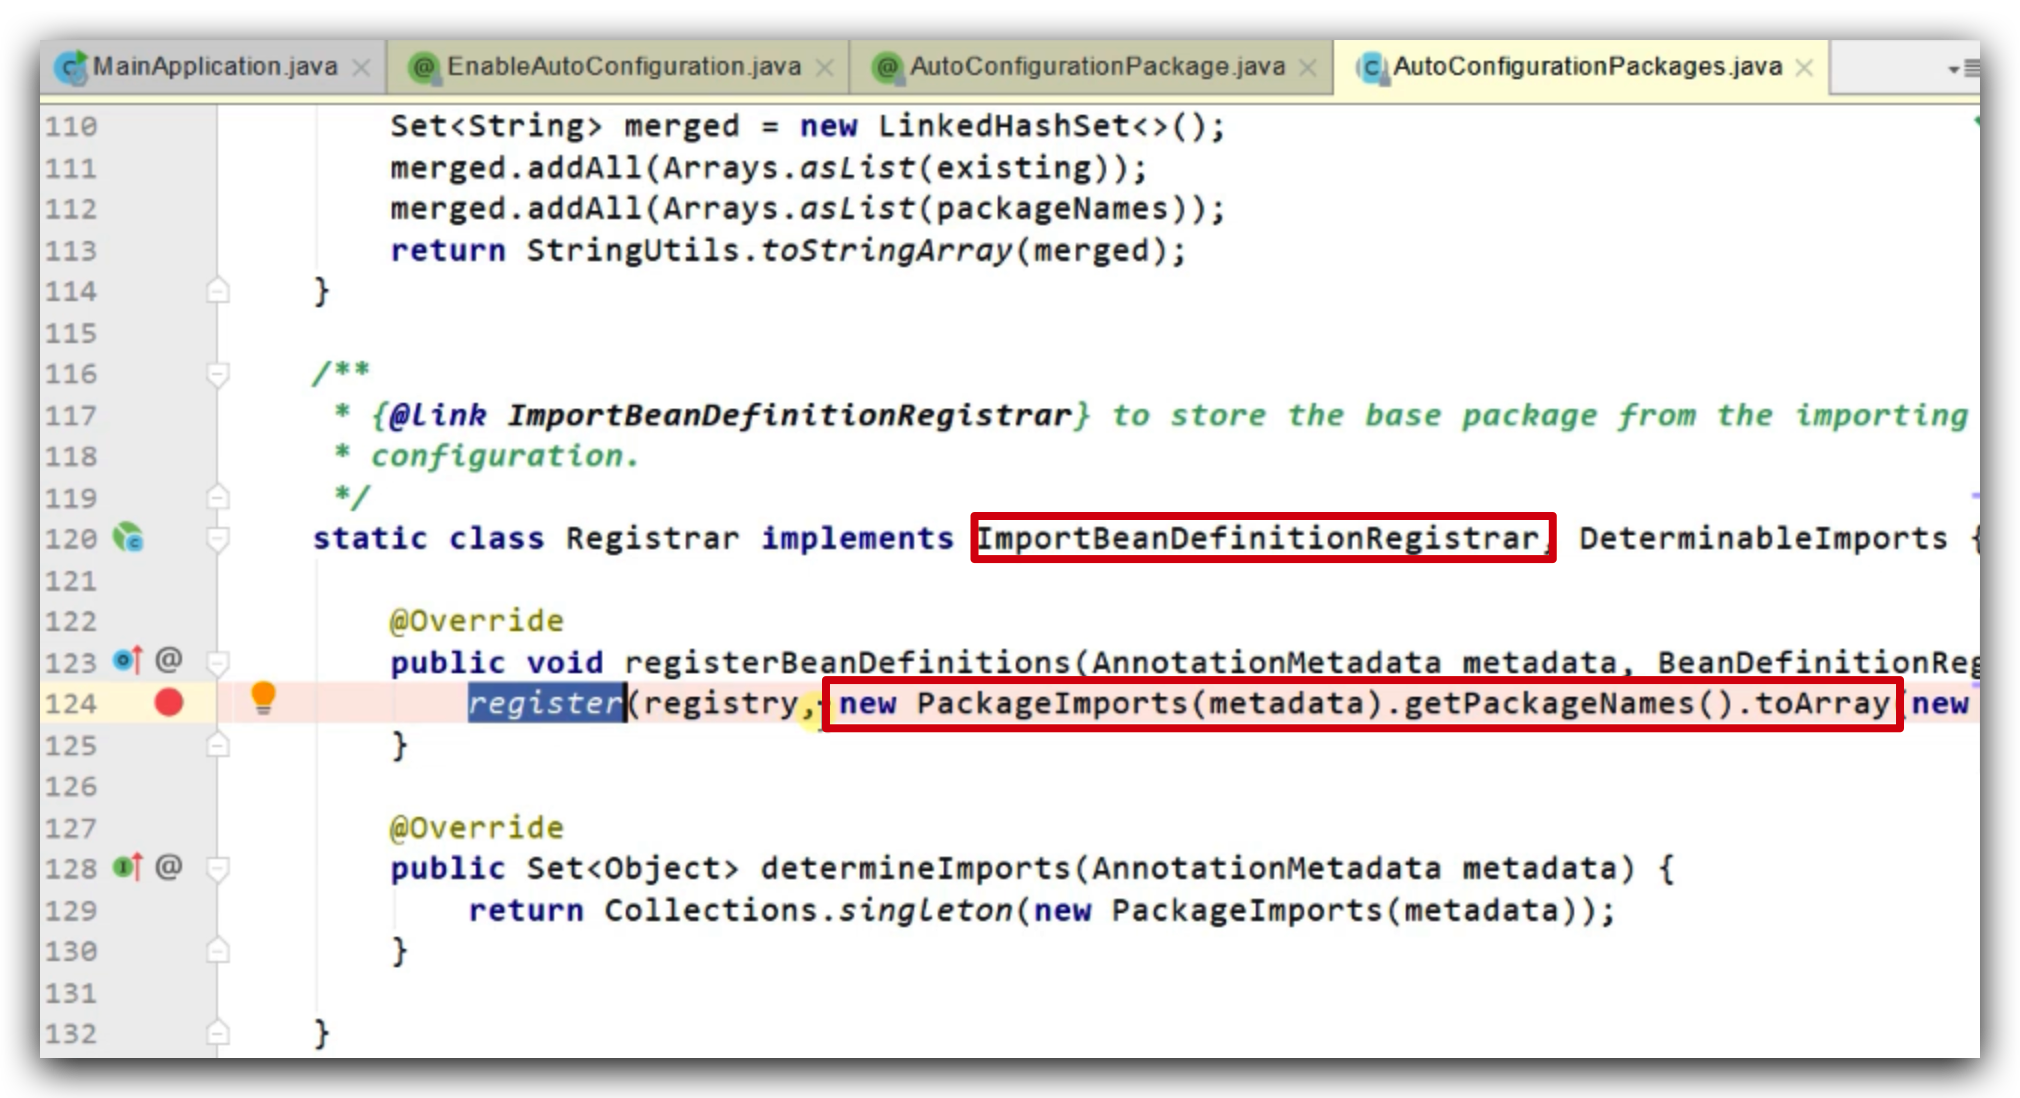 MainApplication.java EnableAutoConfiguration.java AutoConfigurationPackage.java AutoConfigurationPackages.java
110 Set<String> merged = new LinkedHashSet<>();
111 merged.addAll(Arrays.asList(existing));
112 merged.addAll(Arrays.asList(packageNames));
113 return StringUtils.toStringArray(merged);
114 }
115
116 /**
117 * {@link ImportBeanDefinitionRegistrar} to store the base package from the importing
118 * configuration.
119 */
120 static class Registrar implements ImportBeanDefinitionRegistrar, DeterminableImports {
121
122 @Override
123 public void registerBeanDefinitions(AnnotationMetadata metadata, BeanDefinitionReg
124 register(registry, new PackageImports(metadata).getPackageNames().toArray(new
125 }
126
127 @Override
128 public Set<Object> determineImports(AnnotationMetadata metadata) {
129 return Collections.singleton(new PackageImports(metadata));
130 }
131
132 }